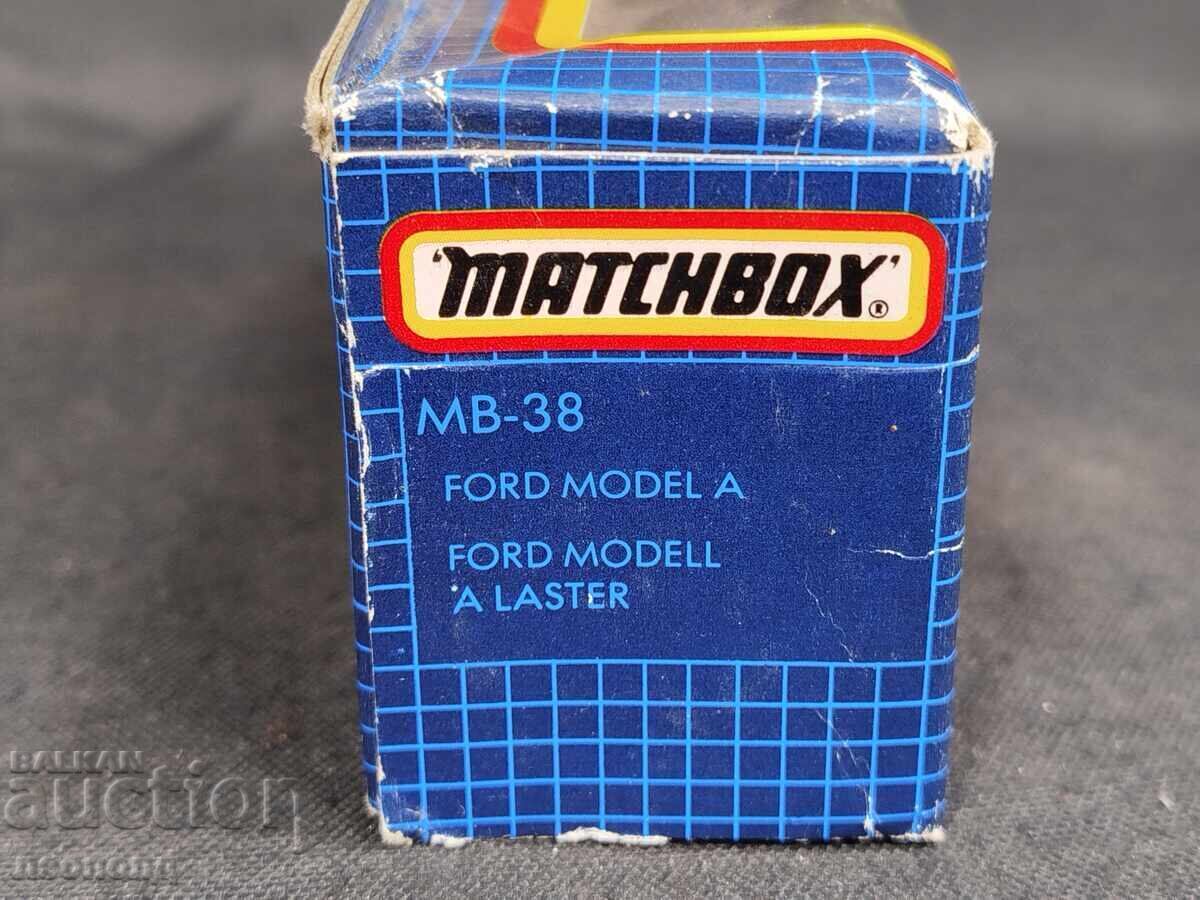 'MATCHBOX'®
MB-38
FORD MODEL A
FORD MODELL
A LASTER
BALKAN
auction